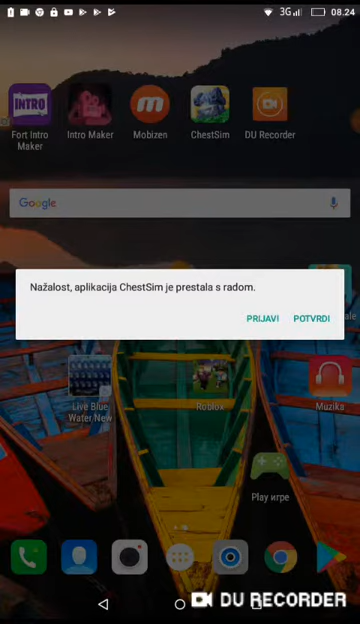 3G
08.24
INTRO
Fort Intro
Maker
Intro Maker
Mobizen
ChestSim
DU Recorder
Google
Nažalost, aplikacija ChestSim je prestala s radom.
PRIJAVI
POTVRDI
Live Blue
Water New
Roblox
Muzika
Play игре
DU RECORDER